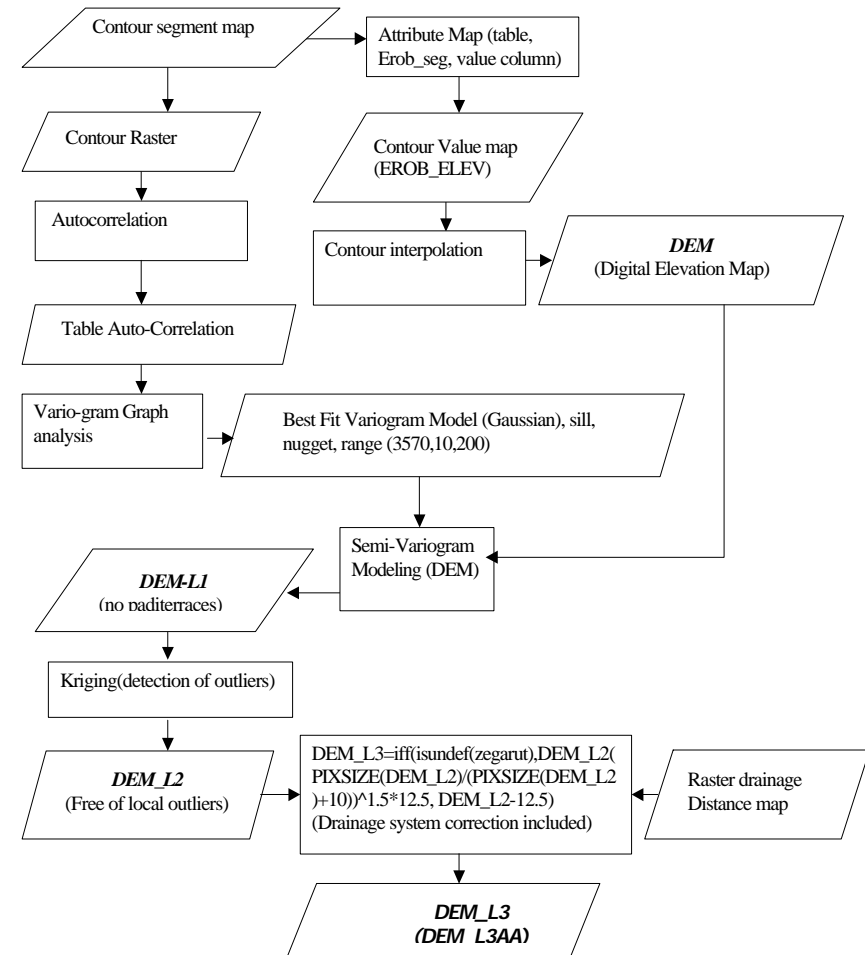 Contour segment map
Attribute Map (table,
Erob_seg, value column)
Contour Raster
Contour Value map
(EROB_ELEV)
Autocorrelation
Contour interpolation
DEM
(Digital Elevation Map)
Table Auto-Correlation
Vario-gram Graph
analysis
Best Fit Variogram Model (Gaussian), sill,
nugget, range (3570,10,200)
Semi-Variogram
Modeling (DEM)
DEM-L1
(no paditerraces)
Kriging(detection of outliers)
DEM_L2
(Free of local outliers)
DEM_L3=iff(isundef(zegarut),DEM_L2(
PIXSIZE(DEM_L2)/(PIXSIZE(DEM_L2
)+10))^1.5*12.5, DEM_L2-12.5)
(Drainage system correction included)
Raster drainage
Distance map
DEM_L3
(DEM_L3AA)